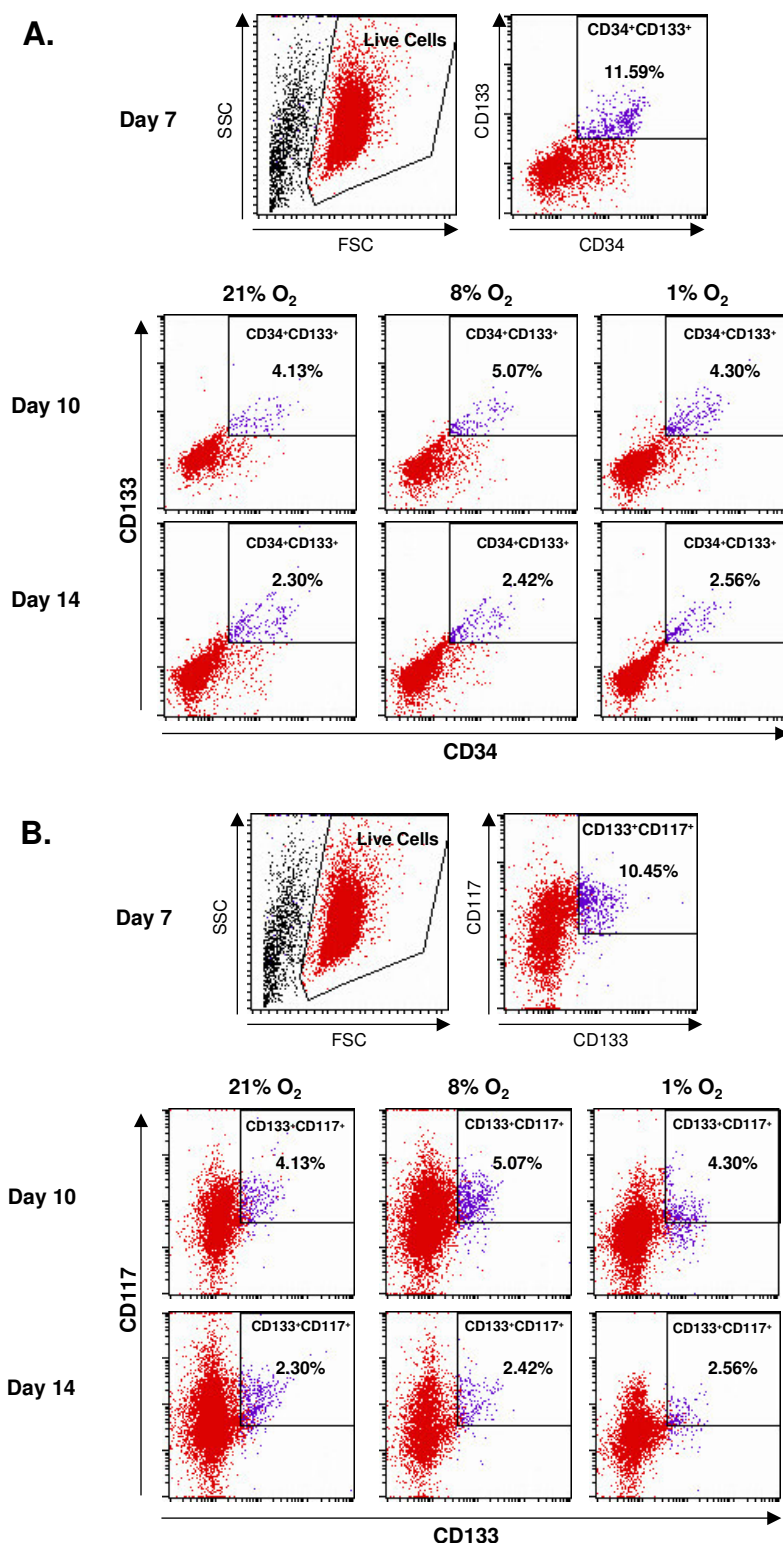 A.
Day 7
SSC
Live Cells
FSC
CD133
CD34⁺CD133⁺
11.59%
CD34
21% O₂
8% O₂
1% O₂
CD133
Day 10
CD34⁺CD133⁺
4.13%
CD34⁺CD133⁺
5.07%
CD34⁺CD133⁺
4.30%
Day 14
CD34⁺CD133⁺
2.30%
CD34⁺CD133⁺
2.42%
CD34⁺CD133⁺
2.56%
CD34
B.
Day 7
SSC
Live Cells
FSC
CD117
CD133⁺CD117⁺
10.45%
CD133
21% O₂
8% O₂
1% O₂
CD117
Day 10
CD133⁺CD117⁺
4.13%
CD133⁺CD117⁺
5.07%
CD133⁺CD117⁺
4.30%
Day 14
CD133⁺CD117⁺
2.30%
CD133⁺CD117⁺
2.42%
CD133⁺CD117⁺
2.56%
CD133